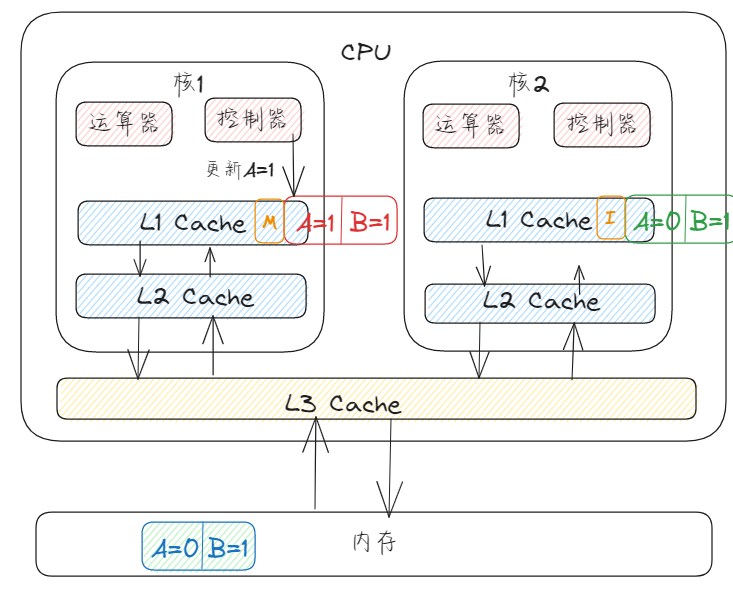 CPU
核1
核2
运算器
控制器
运算器
控制器
更新A=1
L1 Cache
M
A=1
B=1
L1 Cache
I
A=0
B=1
L2 Cache
L2 Cache
L3 Cache
A=0
B=1
内存